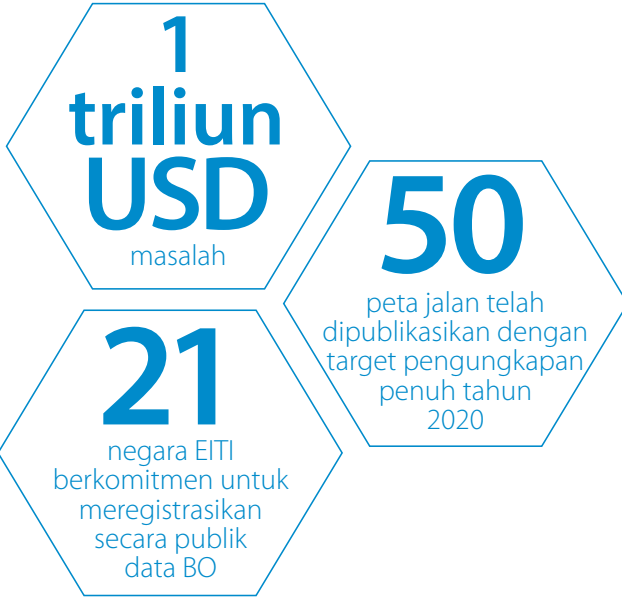 1
triliun
USD
masalah
50
peta jalan telah
dipublikasikan dengan
target pengungkapan
penuh tahun
2020
21
negara EITI
berkomitmen untuk
meregistrasikan
secara publik
data BO